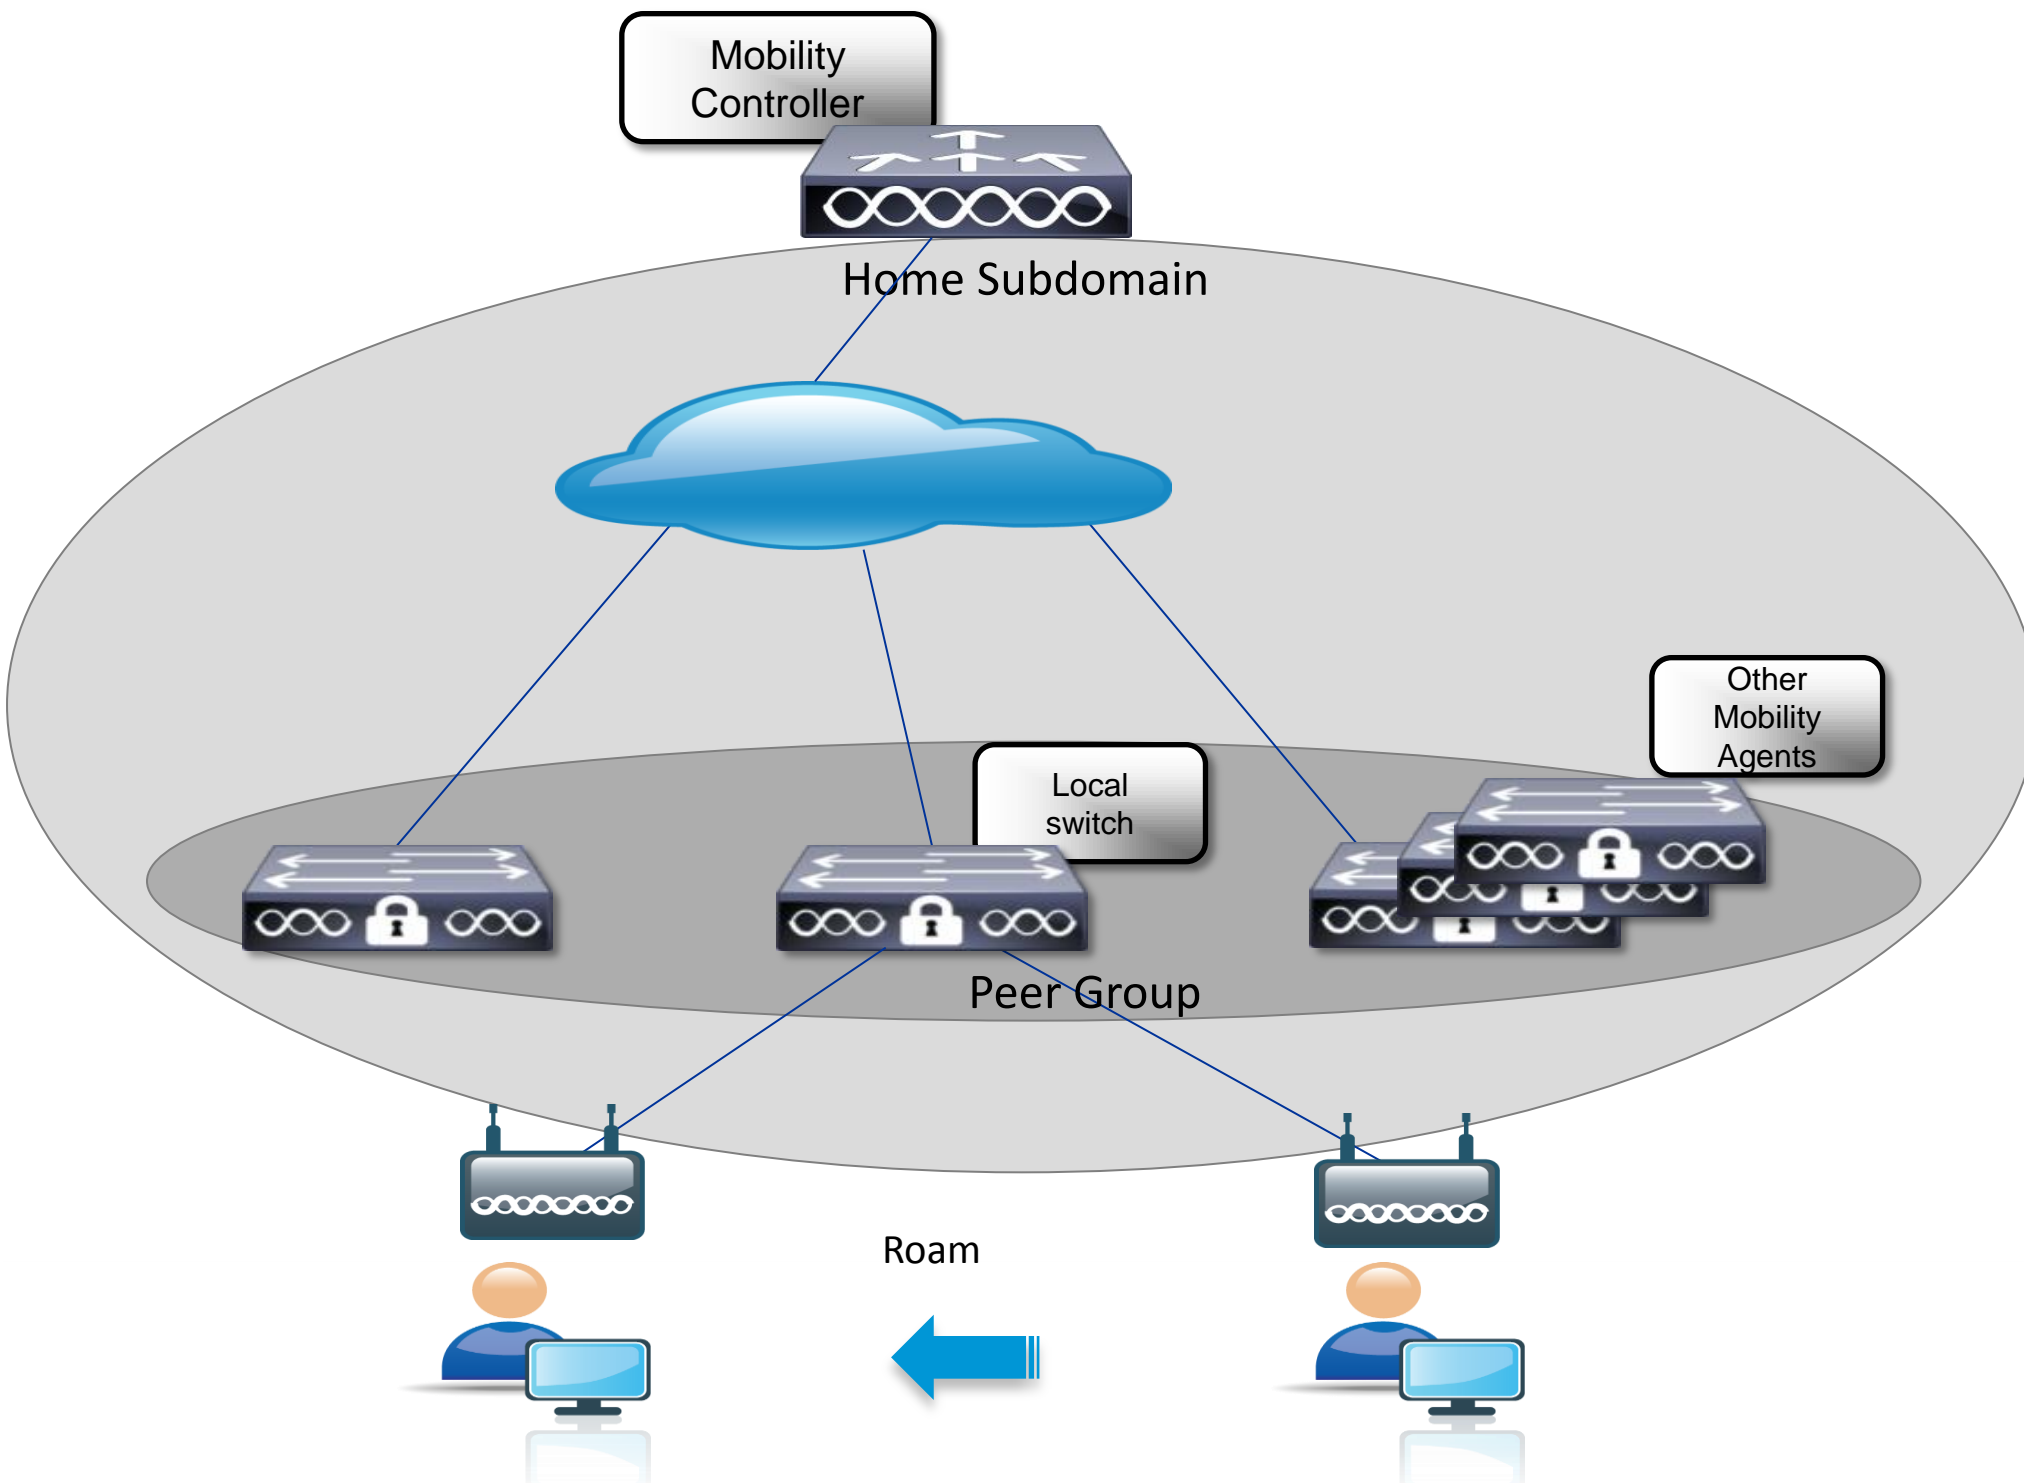 Mobility
Controller
Home Subdomain
Other
Mobility
Agents
Local
switch
Peer Group
Roam